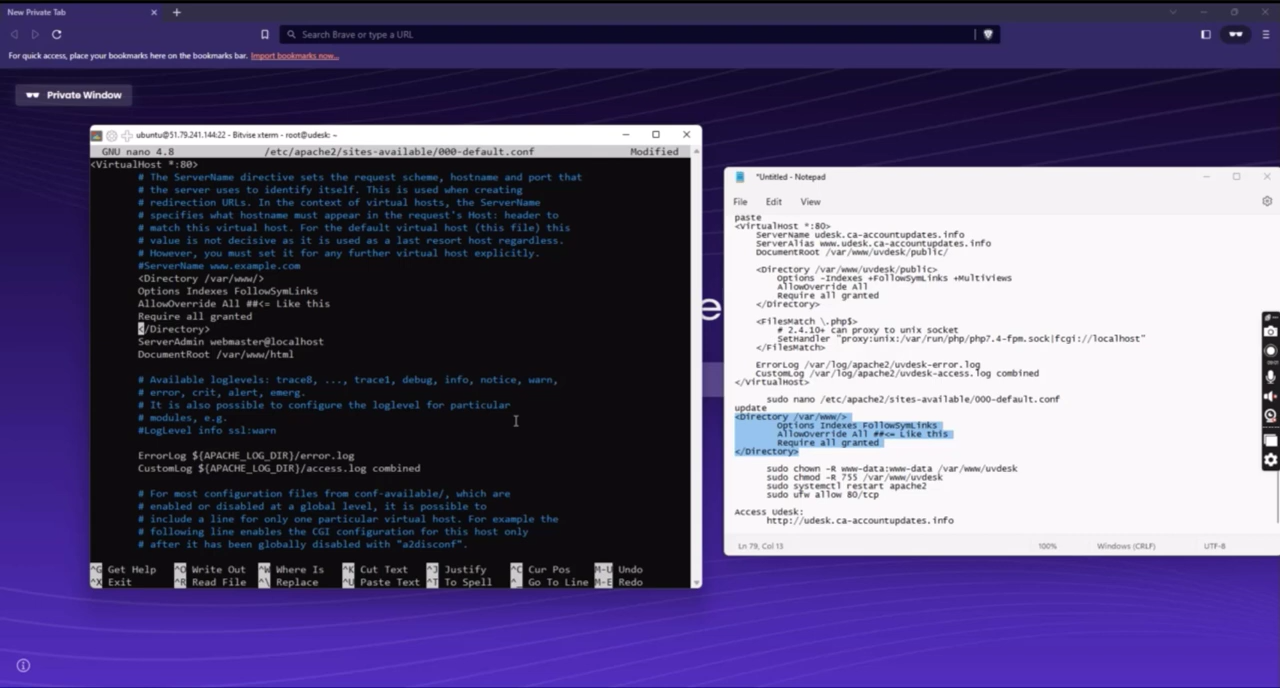 New Private Tab
Search Brave or type a URL
For quick access, place your bookmarks here on the bookmarks bar. Import bookmarks now...
Private Window
ubuntu@51.79.241.144:22 - Bitvise xterm - root@udesk: ~
GNU nano 4.8 /etc/apache2/sites-available/000-default.conf Modified
<VirtualHost *:80>
# The ServerName directive sets the request scheme, hostname and port that
# the server uses to identify itself. This is used when creating
# redirection URLs. In the context of virtual hosts, the ServerName
# specifies what hostname must appear in the request's Host: header to
# match this virtual host. For the default virtual host (this file) this
# value is not decisive as it is used as a last resort host regardless.
# However, you must set it for any further virtual host explicitly.
#ServerName www.example.com
<Directory /var/www/>
Options Indexes FollowSymLinks
AllowOverride All ##<= Like this
Require all granted
</Directory>
ServerAdmin webmaster@localhost
DocumentRoot /var/www/html
# Available loglevels: trace8, ..., trace1, debug, info, notice, warn,
# error, crit, alert, emerg.
# It is also possible to configure the loglevel for particular
# modules, e.g.
#LogLevel info ssl:warn
ErrorLog ${APACHE_LOG_DIR}/error.log
CustomLog ${APACHE_LOG_DIR}/access.log combined
# For most configuration files from conf-available/, which are
# enabled or disabled at a global level, it is possible to
# include a line for only one particular virtual host. For example the
# following line enables the CGI configuration for this host only
# after it has been globally disabled with "a2disconf".
^G Get Help ^O Write Out ^W Where Is ^K Cut Text ^J Justify ^C Cur Pos M-U Undo
^X Exit ^R Read File ^\ Replace ^U Paste Text ^T To Spell ^_ Go To Line M-E Redo
e
*Untitled - Notepad
File Edit View
paste
<VirtualHost *:80>
ServerName udesk.ca-accountupdates.info
ServerAlias www.udesk.ca-accountupdates.info
DocumentRoot /var/www/uvdesk/public/
<Directory /var/www/uvdesk/public>
Options -Indexes +FollowSymLinks +MultiViews
AllowOverride All
Require all granted
</Directory>
<FilesMatch \.php$>
# 2.4.10+ can proxy to unix socket
SetHandler "proxy:unix:/var/run/php/php7.4-fpm.sock|fcgi://localhost"
</FilesMatch>
ErrorLog /var/log/apache2/uvdesk-error.log
CustomLog /var/log/apache2/uvdesk-access.log combined
</VirtualHost>
sudo nano /etc/apache2/sites-available/000-default.conf
update
<Directory /var/www/>
Options Indexes FollowSymLinks
AllowOverride All ##<= Like this
Require all granted
</Directory>
sudo chown -R www-data:www-data /var/www/uvdesk
sudo chmod -R 755 /var/www/uvdesk
sudo systemctl restart apache2
sudo ufw allow 80/tcp
Access Udesk:
http://udesk.ca-accountupdates.info
Ln 79, Col 13 100% Windows (CRLF) UTF-8